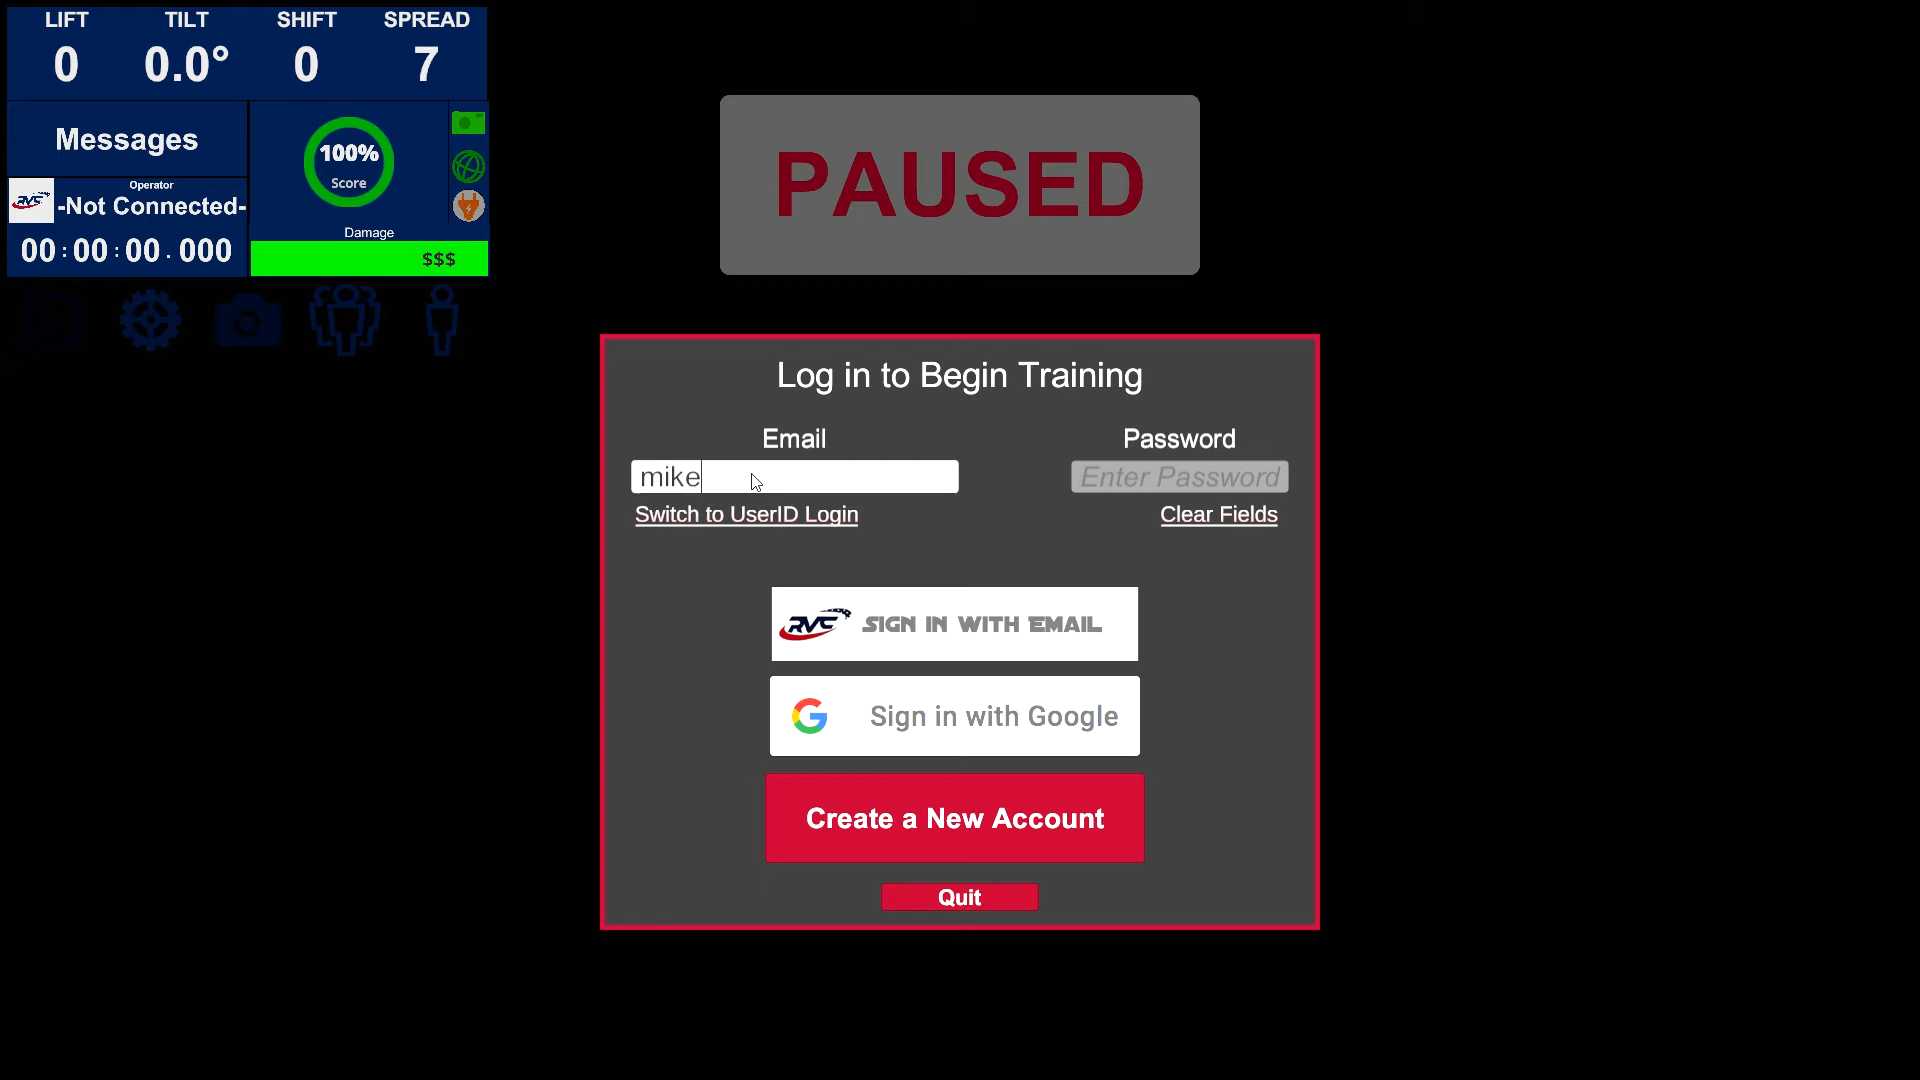 LIFT TILT SHIFT SPREAD
0 0.0° 0 7
Messages
100%
Score
Operator
RVC -Not Connected-
00:00:00.000
Damage
$$$
PAUSED
Log in to Begin Training
Email Password
mike Enter Password
Switch to UserID Login Clear Fields
RVC SIGN IN WITH EMAIL
G Sign in with Google
Create a New Account
Quit